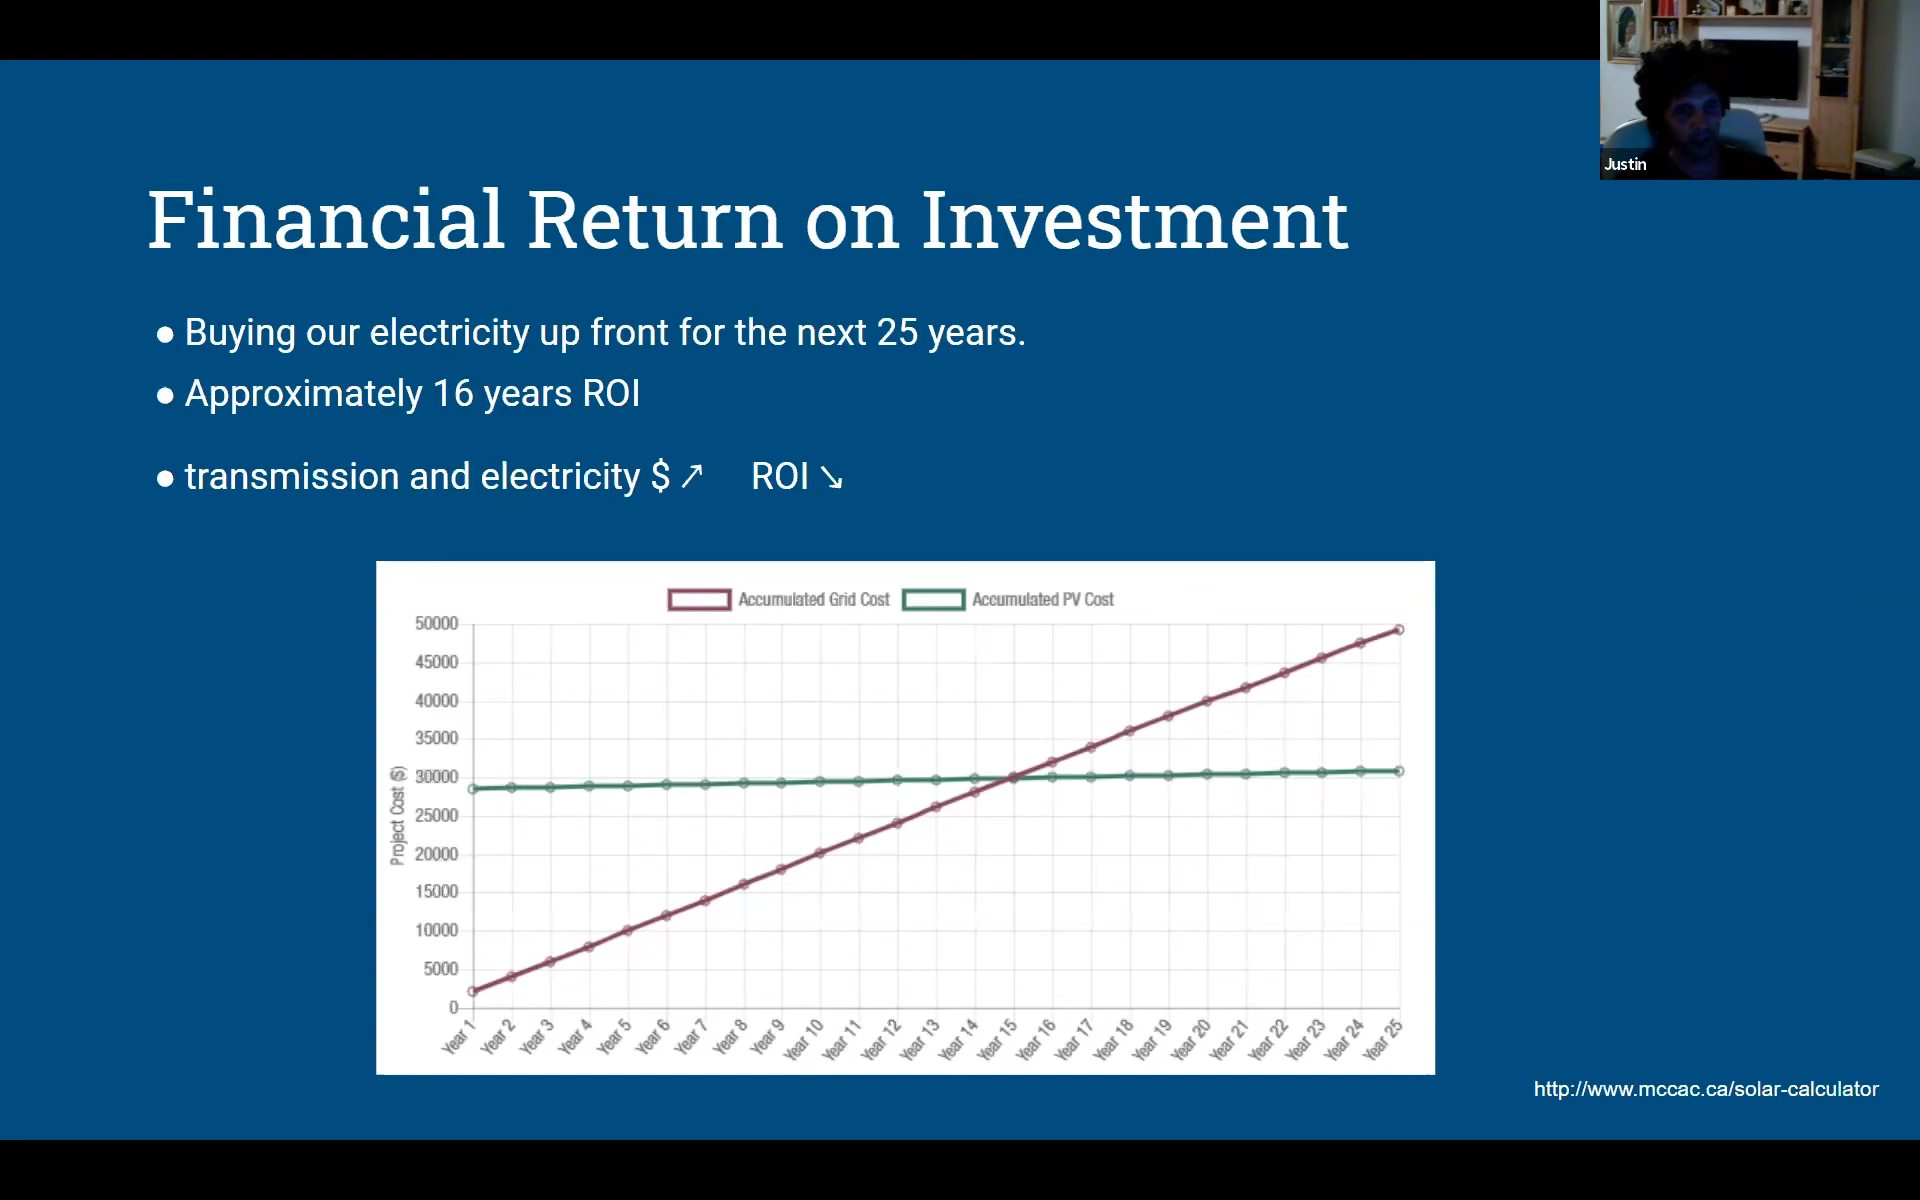 Justin
Financial Return on Investment
● Buying our electricity up front for the next 25 years.
● Approximately 16 years ROI
● transmission and electricity $ ↗ ROI ↘
Accumulated Grid Cost Accumulated PV Cost
Project Cost ($)
50000
45000
40000
35000
30000
25000
20000
15000
10000
5000
0
Year 1 Year 2 Year 3 Year 4 Year 5 Year 6 Year 7 Year 8 Year 9 Year 10 Year 11 Year 12 Year 13 Year 14 Year 15 Year 16 Year 17 Year 18 Year 19 Year 20 Year 21 Year 22 Year 23 Year 24 Year 25
http://www.mccac.ca/solar-calculator